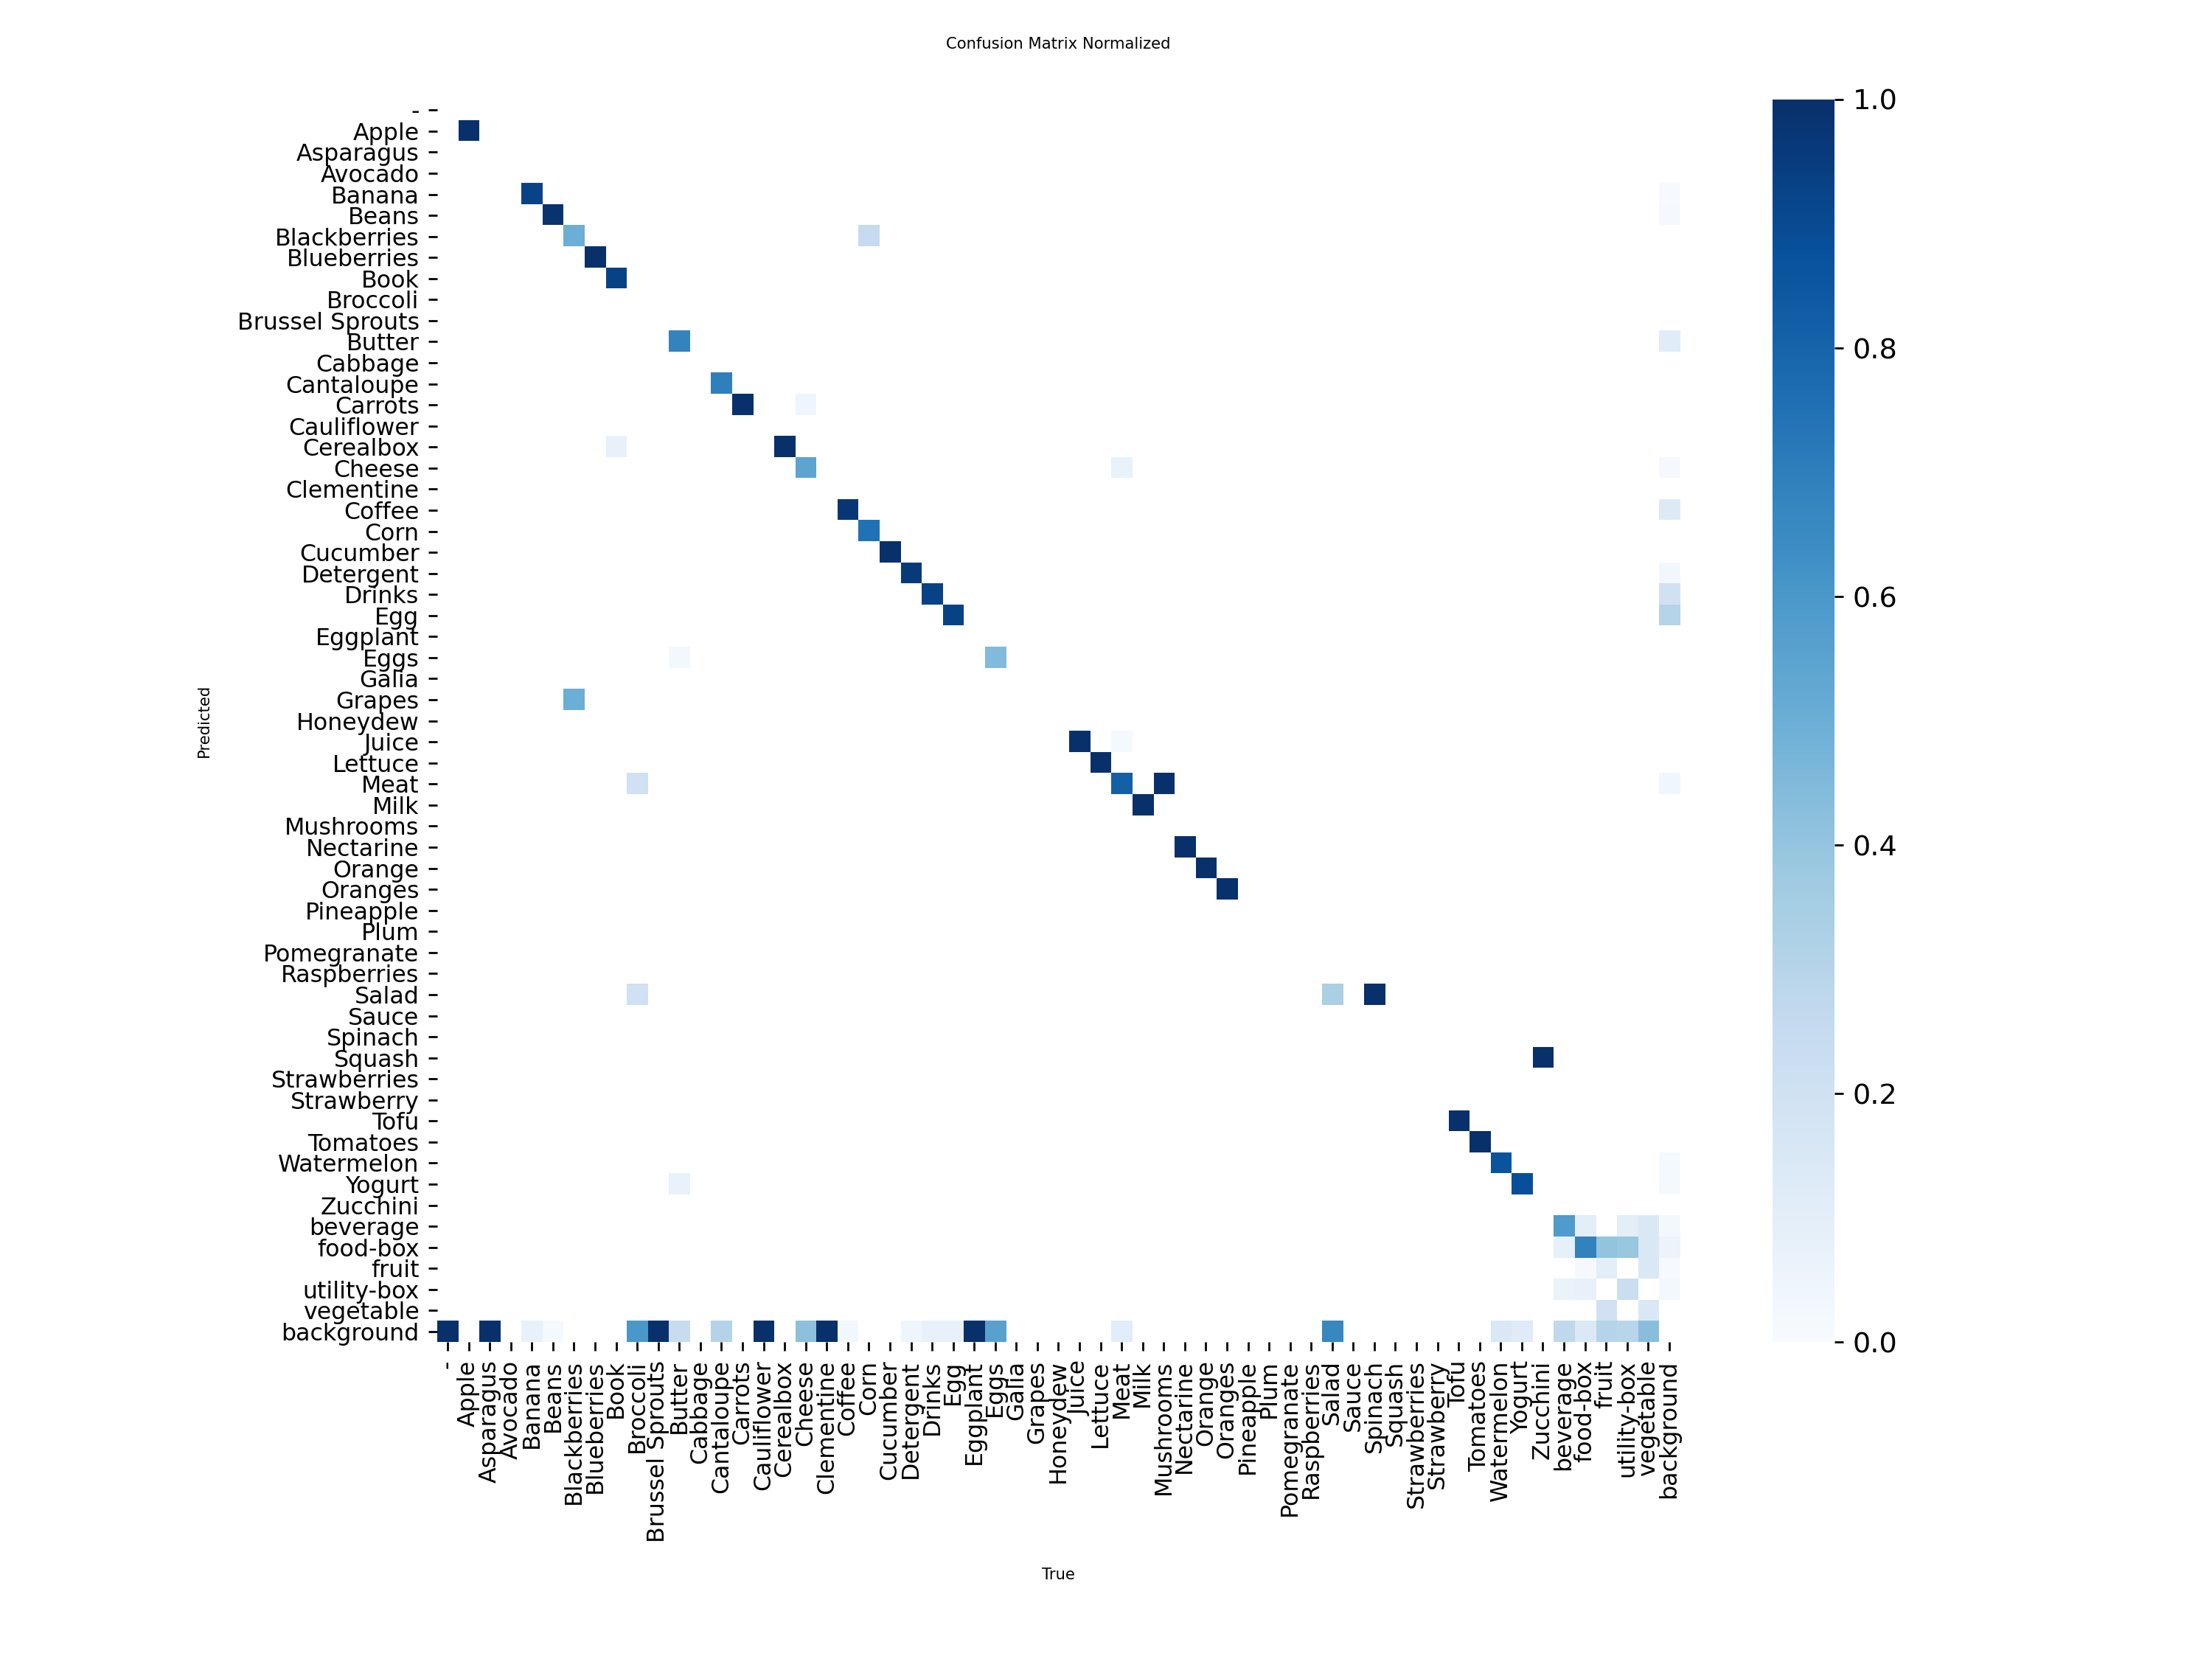 Confusion Matrix Normalized
-
Apple
Asparagus
Avocado
Banana
Beans
Blackberries
Blueberries
Book
Broccoli
Brussel Sprouts
Butter
Cabbage
Cantaloupe
Carrots
Cauliflower
Cerealbox
Cheese
Clementine
Coffee
Corn
Cucumber
Detergent
Drinks
Egg
Eggplant
Eggs
Galia
Grapes
Honeydew
Juice
Lettuce
Meat
Milk
Mushrooms
Nectarine
Orange
Oranges
Pineapple
Plum
Pomegranate
Raspberries
Salad
Sauce
Spinach
Squash
Strawberries
Strawberry
Tofu
Tomatoes
Watermelon
Yogurt
Zucchini
beverage
food-box
fruit
utility-box
vegetable
background
Predicted
-
Apple
Asparagus
Avocado
Banana
Beans
Blackberries
Blueberries
Book
Broccoli
Brussel Sprouts
Butter
Cabbage
Cantaloupe
Carrots
Cauliflower
Cerealbox
Cheese
Clementine
Coffee
Corn
Cucumber
Detergent
Drinks
Egg
Eggplant
Eggs
Galia
Grapes
Honeydew
Juice
Lettuce
Meat
Milk
Mushrooms
Nectarine
Orange
Oranges
Pineapple
Plum
Pomegranate
Raspberries
Salad
Sauce
Spinach
Squash
Strawberries
Strawberry
Tofu
Tomatoes
Watermelon
Yogurt
Zucchini
beverage
food-box
fruit
utility-box
vegetable
background
True
1.0
0.8
0.6
0.4
0.2
0.0